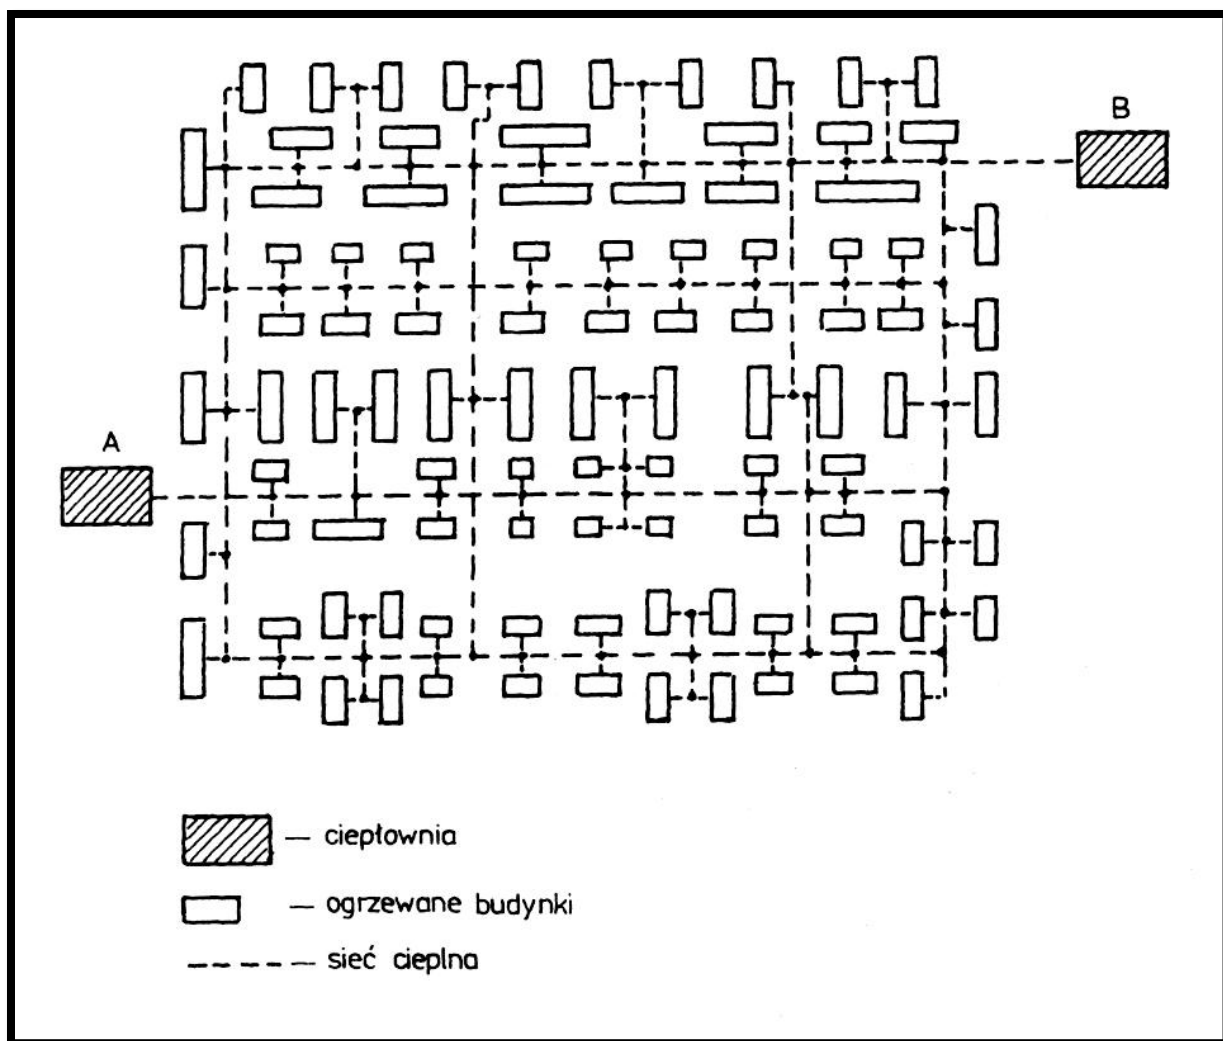 B
A
— ciepłownia
— ogrzewane budynki
— sieć cieplna